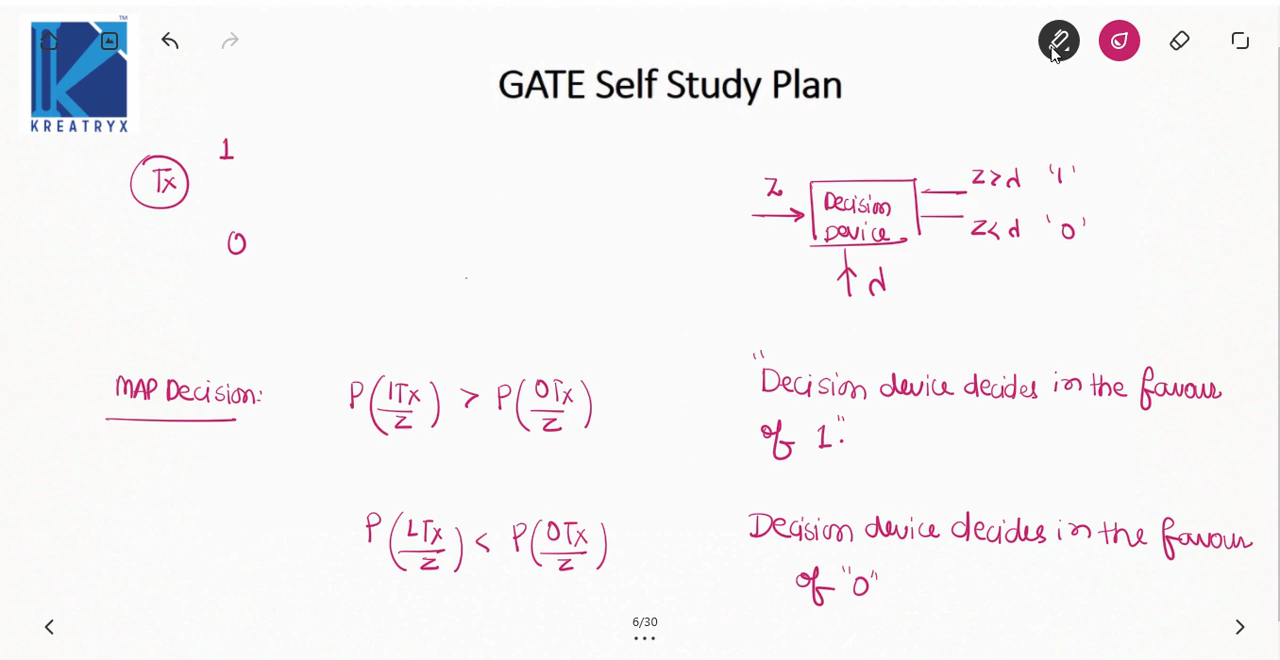 TM
KREATRYX
GATE Self Study Plan
Tx
1
0
Z
Decision
Device
d
Z>d '1'
Z<d '0'
MAP Decision:
P(1Tx/Z) > P(0Tx/Z)
"Decision device decides in the favour
of 1".
P(1Tx/Z) < P(0Tx/Z)
Decision device decides in the favour
of "0"
6/30